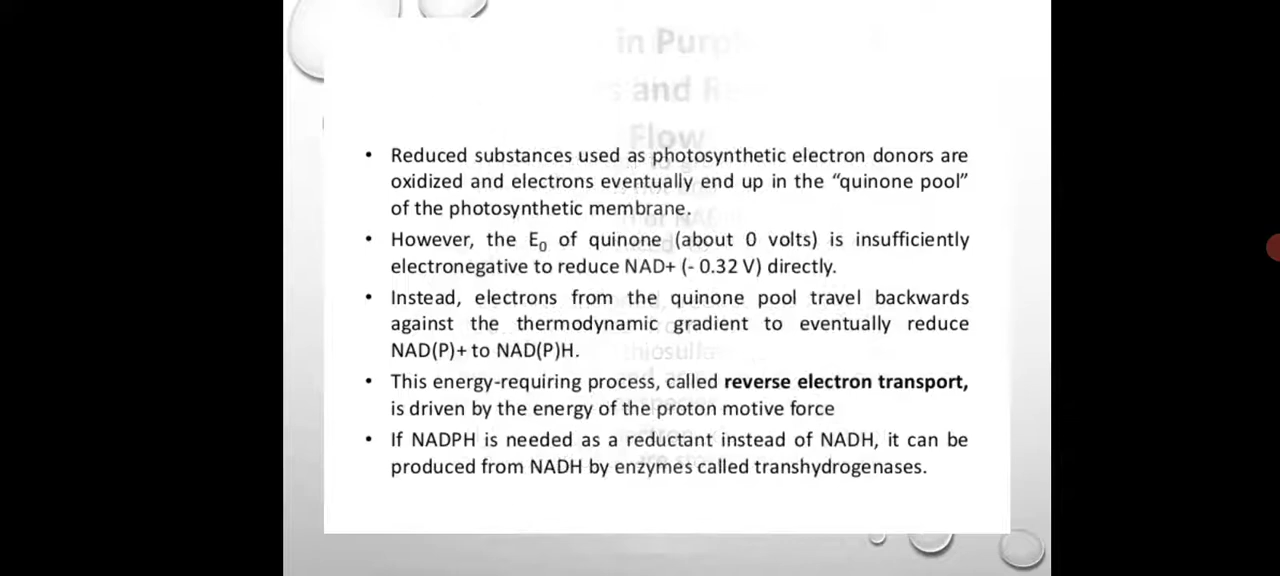 in Purp
s and Re
Flow
• Reduced substances used as photosynthetic electron donors are
oxidized and electrons eventually end up in the “quinone pool”
of the photosynthetic membrane.
• However, the E0 of quinone (about 0 volts) is insufficiently
electronegative to reduce NAD+ (- 0.32 V) directly.
• Instead, electrons from the quinone pool travel backwards
against the thermodynamic gradient to eventually reduce
NAD(P)+ to NAD(P)H.
• This energy-requiring process, called reverse electron transport,
is driven by the energy of the proton motive force
• If NADPH is needed as a reductant instead of NADH, it can be
produced from NADH by enzymes called transhydrogenases.